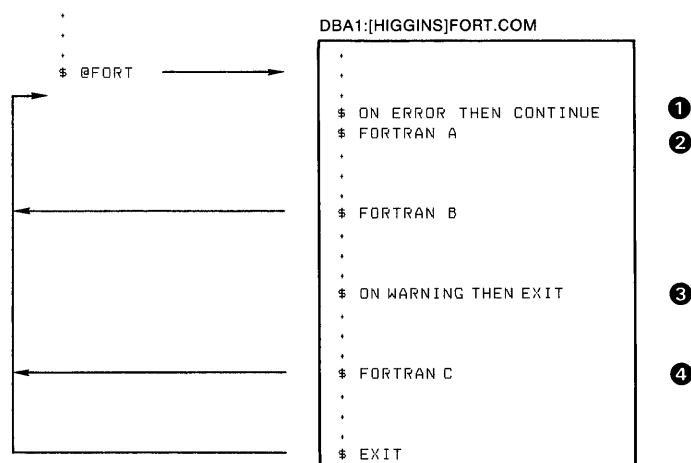 DBA1:[HIGGINS]FORT.COM
$ @FORT
$ ON ERROR THEN CONTINUE 1
$ FORTRAN A 2
$ FORTRAN B
$ ON WARNING THEN EXIT 3
$ FORTRAN C 4
$ EXIT